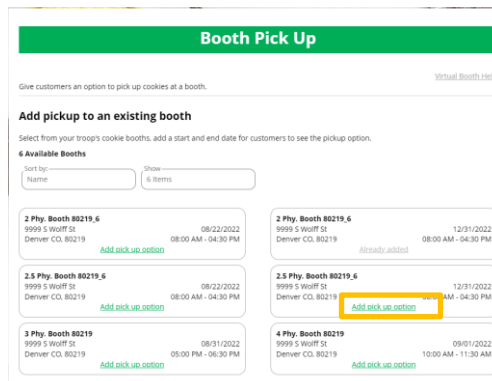 Booth Pick Up
Virtual Booth Hel
Give customers an option to pick up cookies at a booth.
Add pickup to an existing booth
Select from your troop's cookie booths, add a start and end date for customers to see the pickup option.
6 Available Booths
Sort by:
Name
Show
6 Items
2 Phy. Booth 80219_6
9999 S Wolff St 08/22/2022
Denver CO, 80219 08:00 AM - 04:30 PM
Add pick up option
2 Phy. Booth 80219_6
9999 S Wolff St 12/31/2022
Denver CO, 80219 08:00 AM - 04:30 PM
Already added
2.5 Phy. Booth 80219_6
9999 S Wolff St 08/22/2022
Denver CO, 80219 08:00 AM - 04:30 PM
Add pick up option
2.5 Phy. Booth 80219_6
9999 S Wolff St 12/31/2022
Denver CO, 80219 AM - 04:30 PM
Add pick up option
3 Phy. Booth 80219
9999 S Wolff St 08/31/2022
Denver CO, 80219 05:00 PM - 06:30 PM
Add pick up option
4 Phy. Booth 80219
9999 S Wolff St 09/01/2022
Denver CO, 80219 10:00 AM - 11:30 AM
Add pick up option